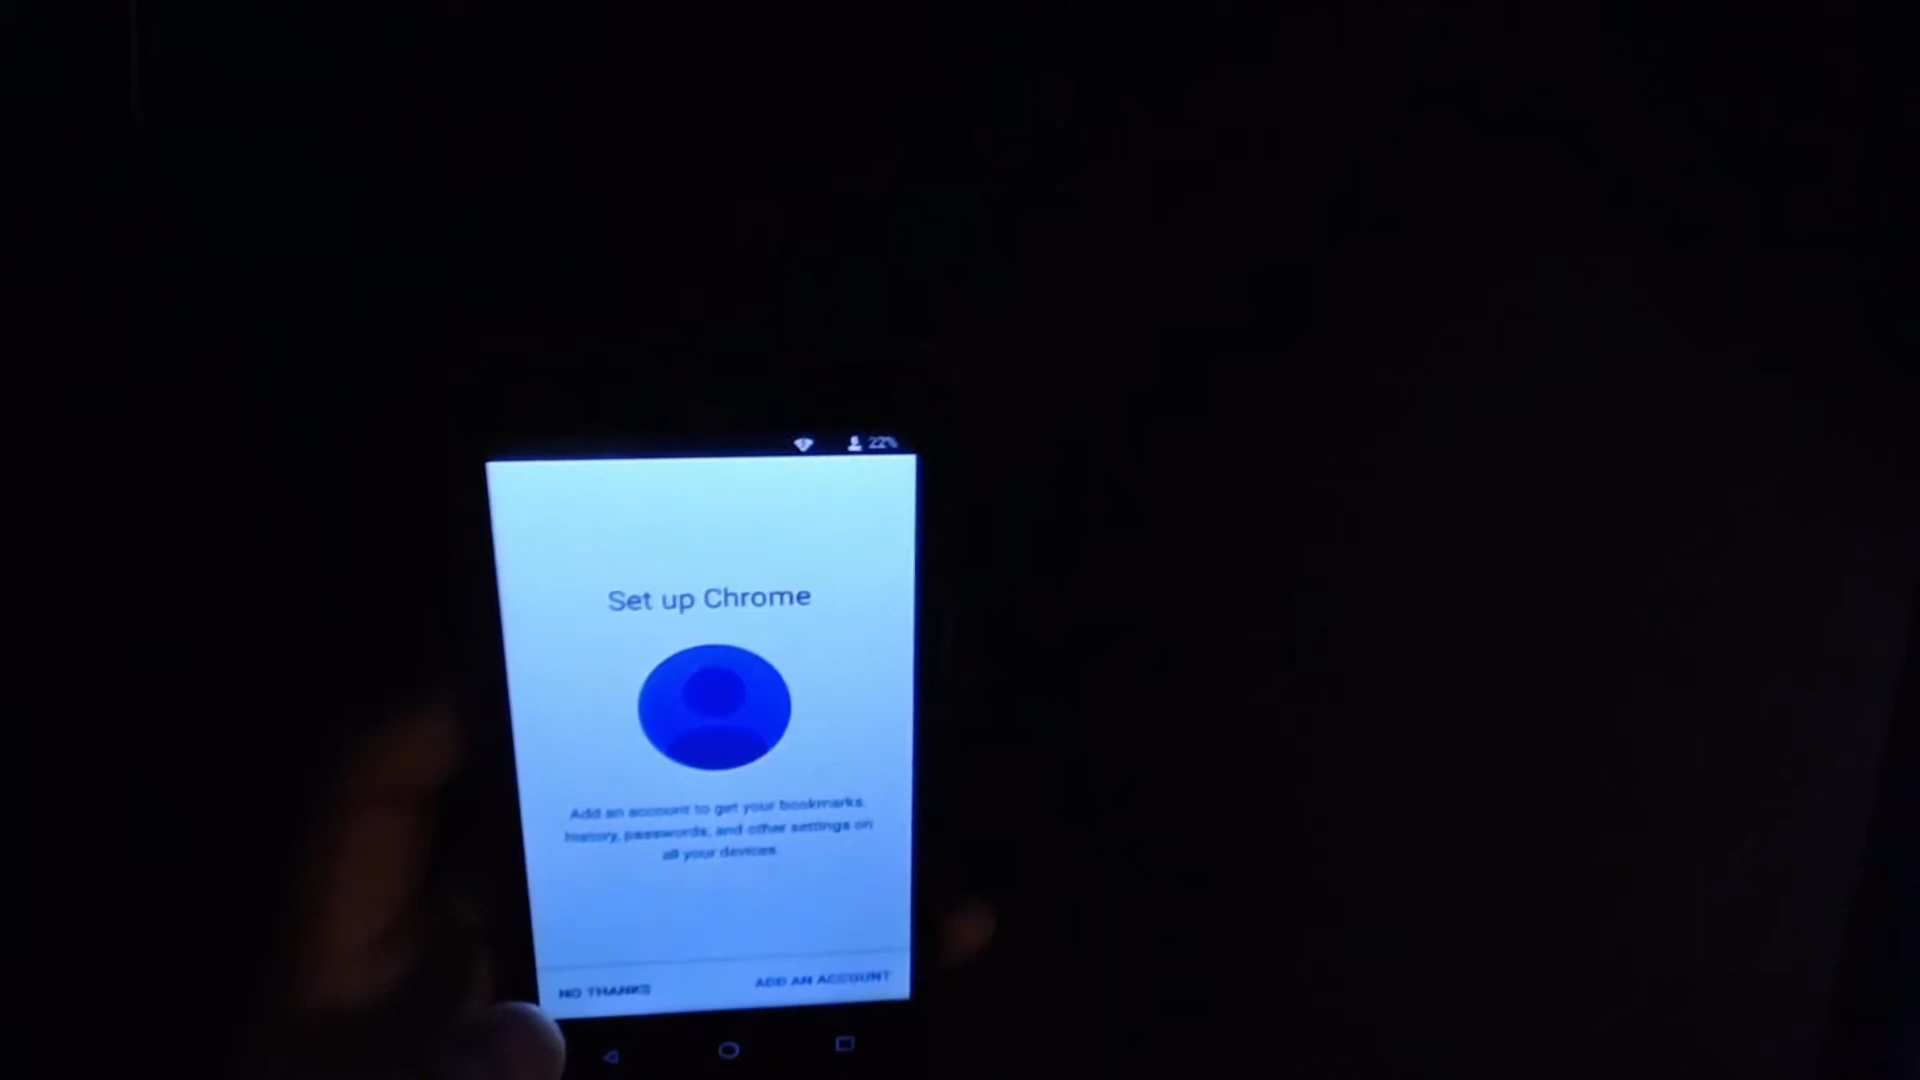 22%
Set up Chrome
Add an account to get your bookmarks,
history, passwords, and other settings on
all your devices.
NO THANKS
ADD AN ACCOUNT